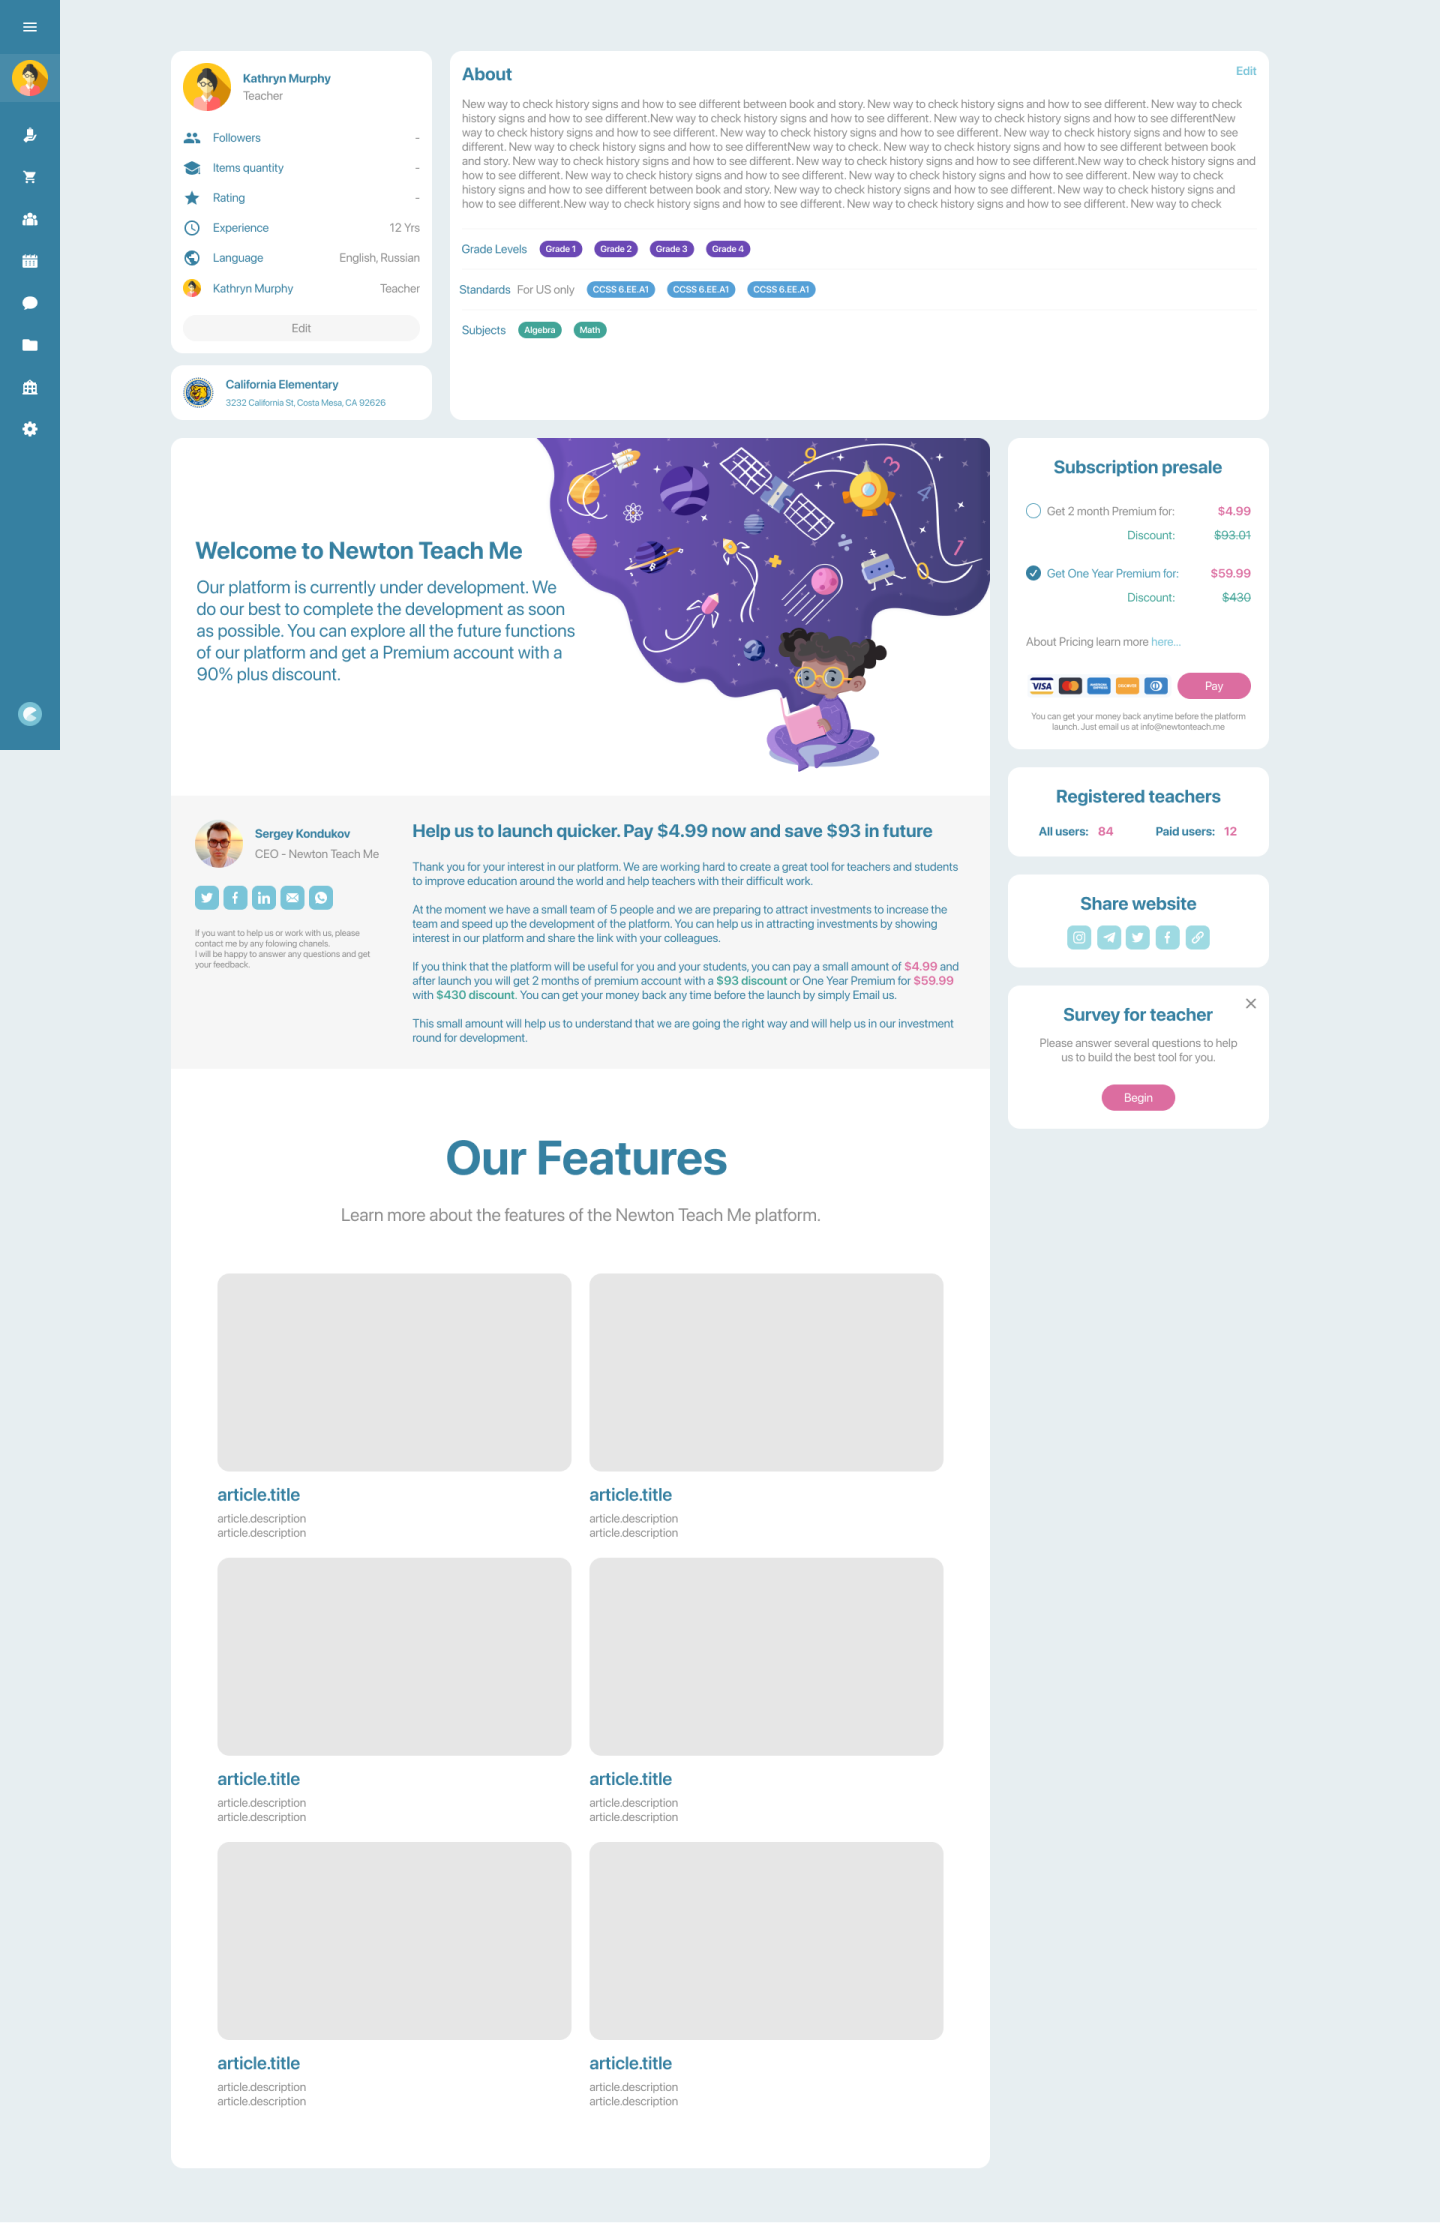 Kathryn Murphy
Teacher
Followers -
Items quantity -
Rating -
Experience 12 Yrs
Language English, Russian
Kathryn Murphy Teacher
Edit
California Elementary
3232 California St, Costa Mesa, CA 92626
About Edit
New way to check history signs and how to see different between book and story. New way to check history signs and how to see different. New way to check
history signs and how to see different.New way to check history signs and how to see different. New way to check history signs and how to see differentNew
way to check history signs and how to see different. New way to check history signs and how to see different. New way to check history signs and how to see
different. New way to check history signs and how to see differentNew way to check. New way to check history signs and how to see different between book
and story. New way to check history signs and how to see different. New way to check history signs and how to see different.New way to check history signs and
how to see different. New way to check history signs and how to see different. New way to check history signs and how to see different. New way to check
history signs and how to see different between book and story. New way to check history signs and how to see different. New way to check history signs and
how to see different.New way to check history signs and how to see different. New way to check history signs and how to see different. New way to check
Grade Levels Grade 1 Grade 2 Grade 3 Grade 4
Standards For US only CCSS 6.EE.A1 CCSS 6.EE.A1 CCSS 6.EE.A1
Subjects Algebra Math
Welcome to Newton Teach Me
Our platform is currently under development. We
do our best to complete the development as soon
as possible. You can explore all the future functions
of our platform and get a Premium account with a
90% plus discount.
9
3
4
1
0
Sergey Kondukov
CEO - Newton Teach Me
If you want to help us or work with us, please
contact me by any folowing chanels.
I will be happy to answer any questions and get
your feedback.
Help us to launch quicker. Pay $4.99 now and save $93 in future
Thank you for your interest in our platform. We are working hard to create a great tool for teachers and students
to improve education around the world and help teachers with their difficult work.
At the moment we have a small team of 5 people and we are preparing to attract investments to increase the
team and speed up the development of the platform. You can help us in attracting investments by showing
interest in our platform and share the link with your colleagues.
If you think that the platform will be useful for you and your students, you can pay a small amount of $4.99 and
after launch you will get 2 months of premium account with a $93 discount or One Year Premium for $59.99
with $430 discount. You can get your money back any time before the launch by simply Email us.
This small amount will help us to understand that we are going the right way and will help us in our investment
round for development.
Our Features
Learn more about the features of the Newton Teach Me platform.
article.title
article.description
article.description
article.title
article.description
article.description
article.title
article.description
article.description
article.title
article.description
article.description
article.title
article.description
article.description
article.title
article.description
article.description
Subscription presale
Get 2 month Premium for: $4.99
Discount: $93.01
Get One Year Premium for: $59.99
Discount: $430
About Pricing learn more here...
VISA
AMERICAN EXPRESS
DISCOVER
Pay
You can get your money back anytime before the platform
launch. Just email us at info@newtonteach.me
Registered teachers
All users: 84 Paid users: 12
Share website
Survey for teacher
Please answer several questions to help
us to build the best tool for you.
Begin